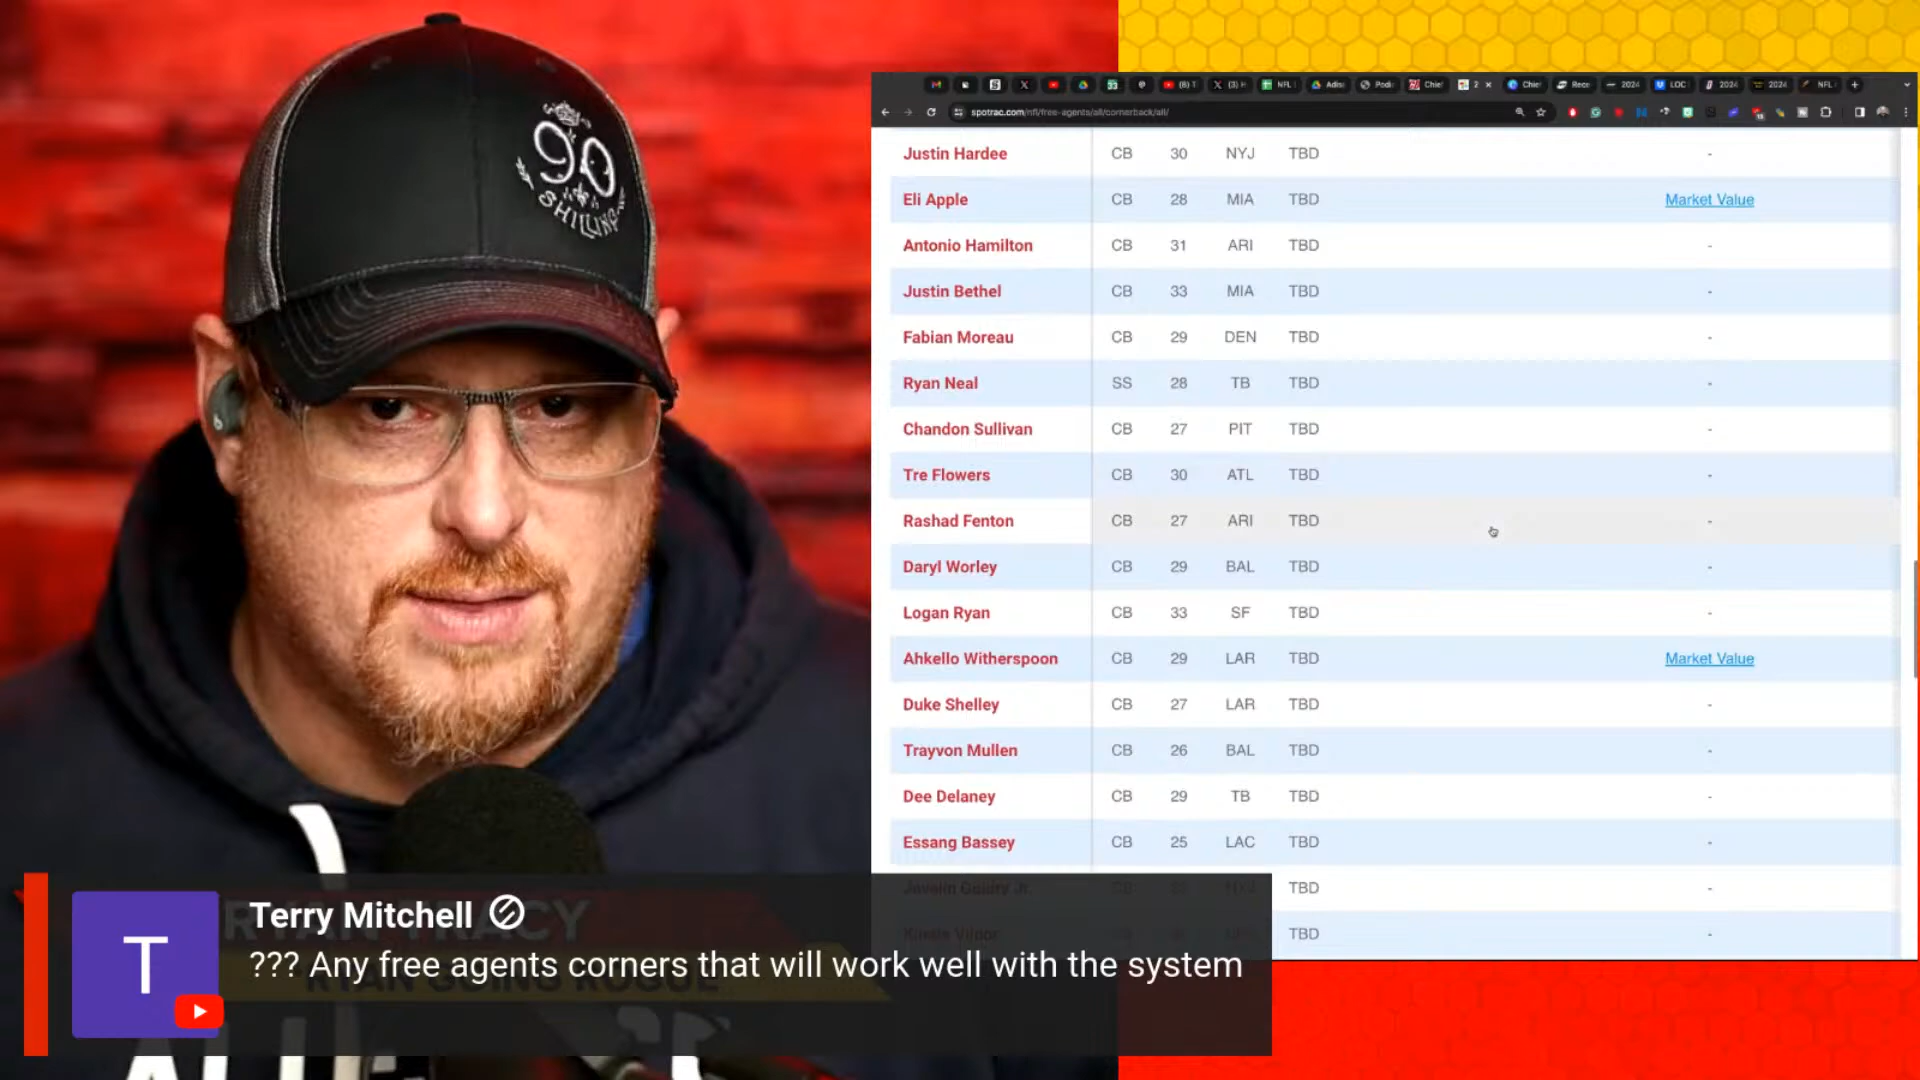 90
SHILLING
spotrac.com/nfl/free-agents/all/cornerback/all/
Justin Hardee CB 30 NYJ TBD -
Eli Apple CB 28 MIA TBD Market Value
Antonio Hamilton CB 31 ARI TBD -
Justin Bethel CB 33 MIA TBD -
Fabian Moreau CB 29 DEN TBD -
Ryan Neal SS 28 TB TBD -
Chandon Sullivan CB 27 PIT TBD -
Tre Flowers CB 30 ATL TBD -
Rashad Fenton CB 27 ARI TBD -
Daryl Worley CB 29 BAL TBD -
Logan Ryan CB 33 SF TBD -
Ahkello Witherspoon CB 29 LAR TBD Market Value
Duke Shelley CB 27 LAR TBD -
Trayvon Mullen CB 26 BAL TBD -
Dee Delaney CB 29 TB TBD -
Essang Bassey CB 25 LAC TBD -
TBD -
TBD -
RYAN TRACY
RYAN GOING ROGUE
T
Terry Mitchell
??? Any free agents corners that will work well with the system